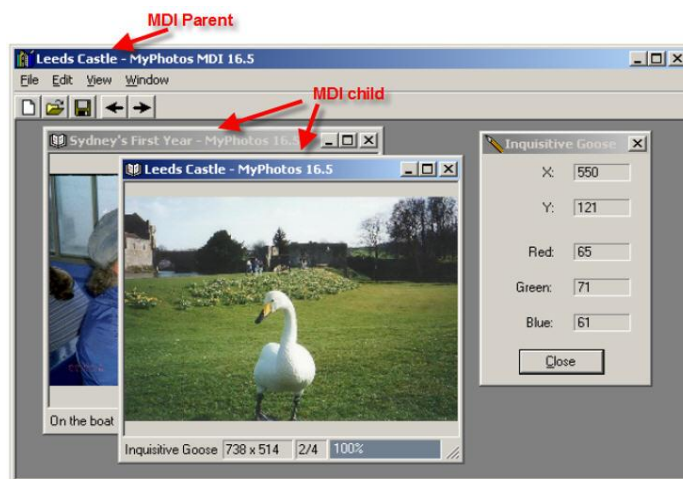 MDI Parent
Leeds Castle - MyPhotos MDI 16.5
File Edit View Window
MDI child
Sydney's First Year - MyPhotos 16.5
Leeds Castle - MyPhotos 16.5
On the boat
Inquisitive Goose 738 x 514 2/4 100%
Inquisitive Goose
X: 550
Y: 121
Red: 65
Green: 71
Blue: 61
Close